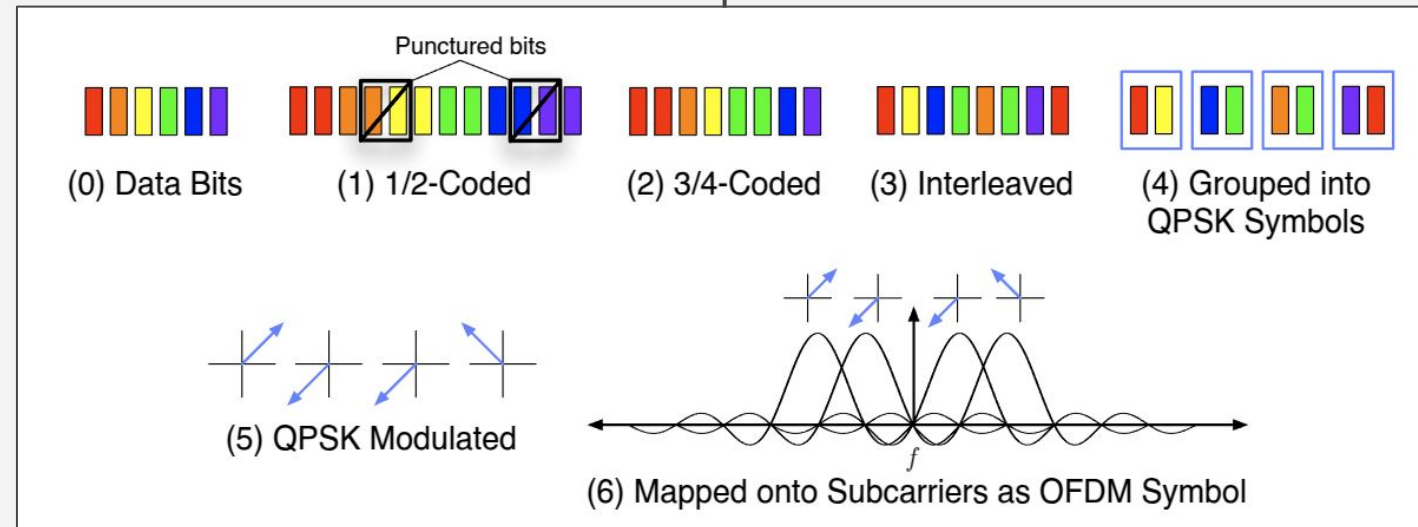 Punctured bits
(0) Data Bits
(1) 1/2-Coded
(2) 3/4-Coded
(3) Interleaved
(4) Grouped into
QPSK Symbols
(5) QPSK Modulated
f
(6) Mapped onto Subcarriers as OFDM Symbol